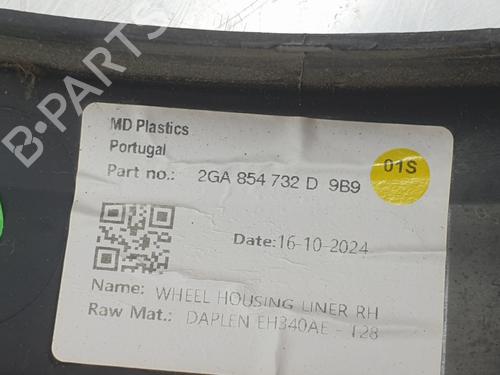 MD Plastics
Portugal
Part no.: 2GA 854 732 D 9B9
01S
Date:16-10-2024
Name: WHEEL HOUSING LINER RH
Raw Mat.: DAPLEN EH340AE - T28
B-PARTS